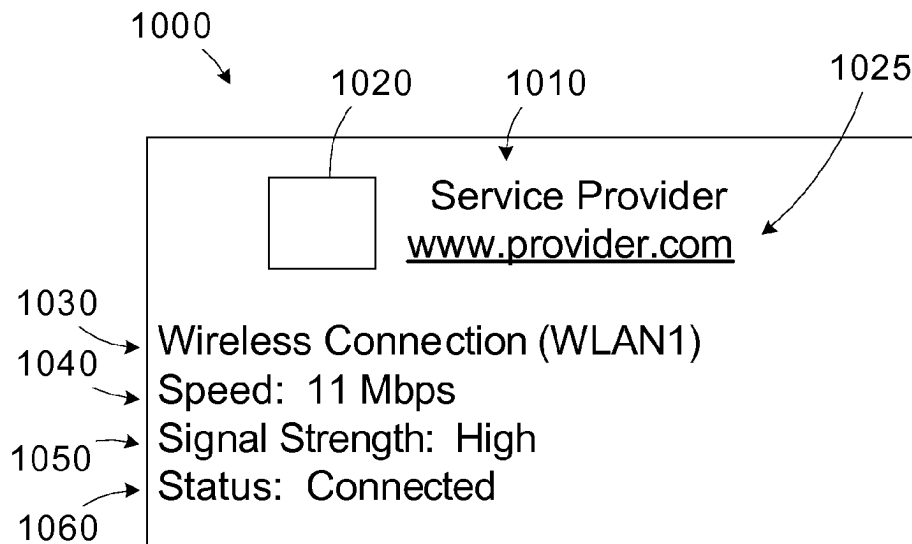 1000
1020
1010
1025
Service Provider
www.provider.com
1030
Wireless Connection (WLAN1)
1040
Speed: 11 Mbps
Signal Strength: High
1050
Status: Connected
1060